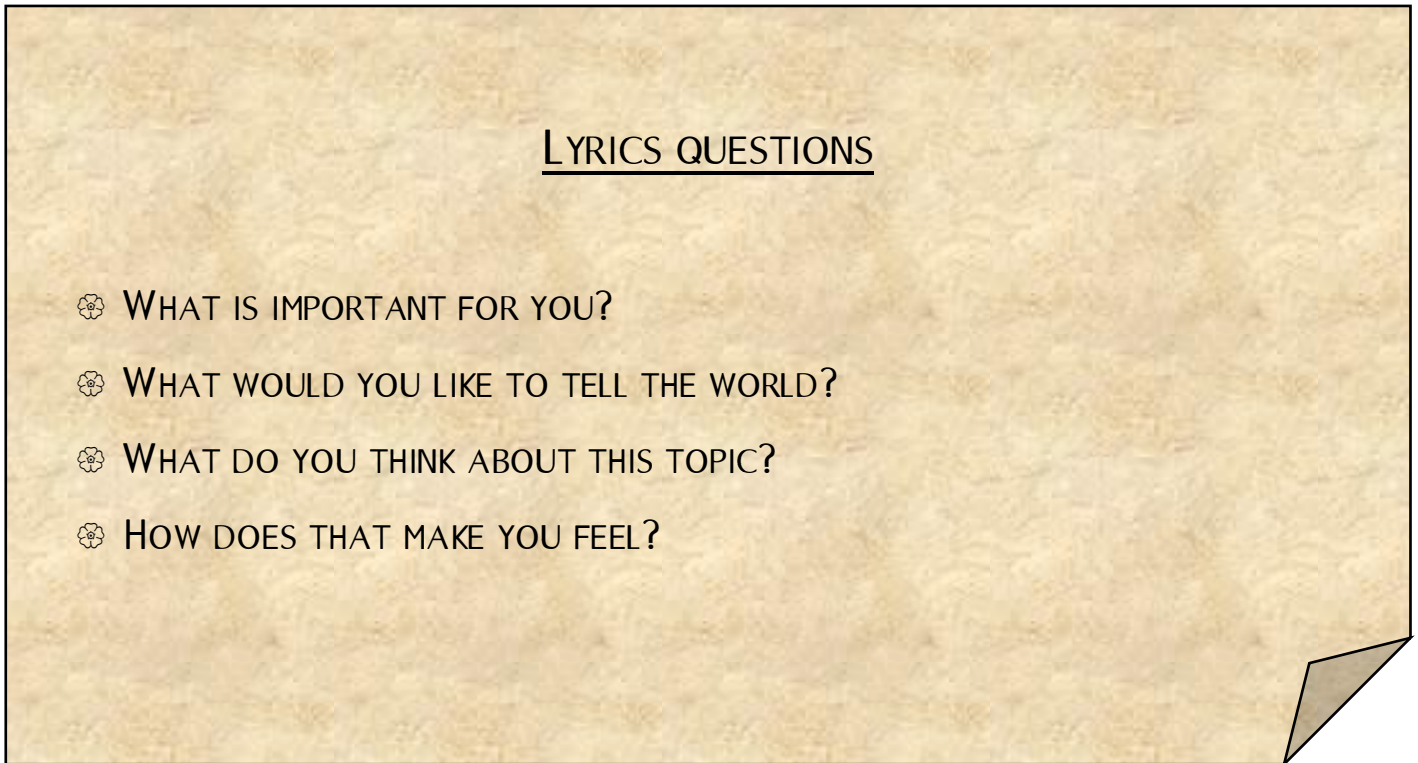 Lyrics questions
What is important for you?
What would you like to tell the world?
What do you think about this topic?
How does that make you feel?